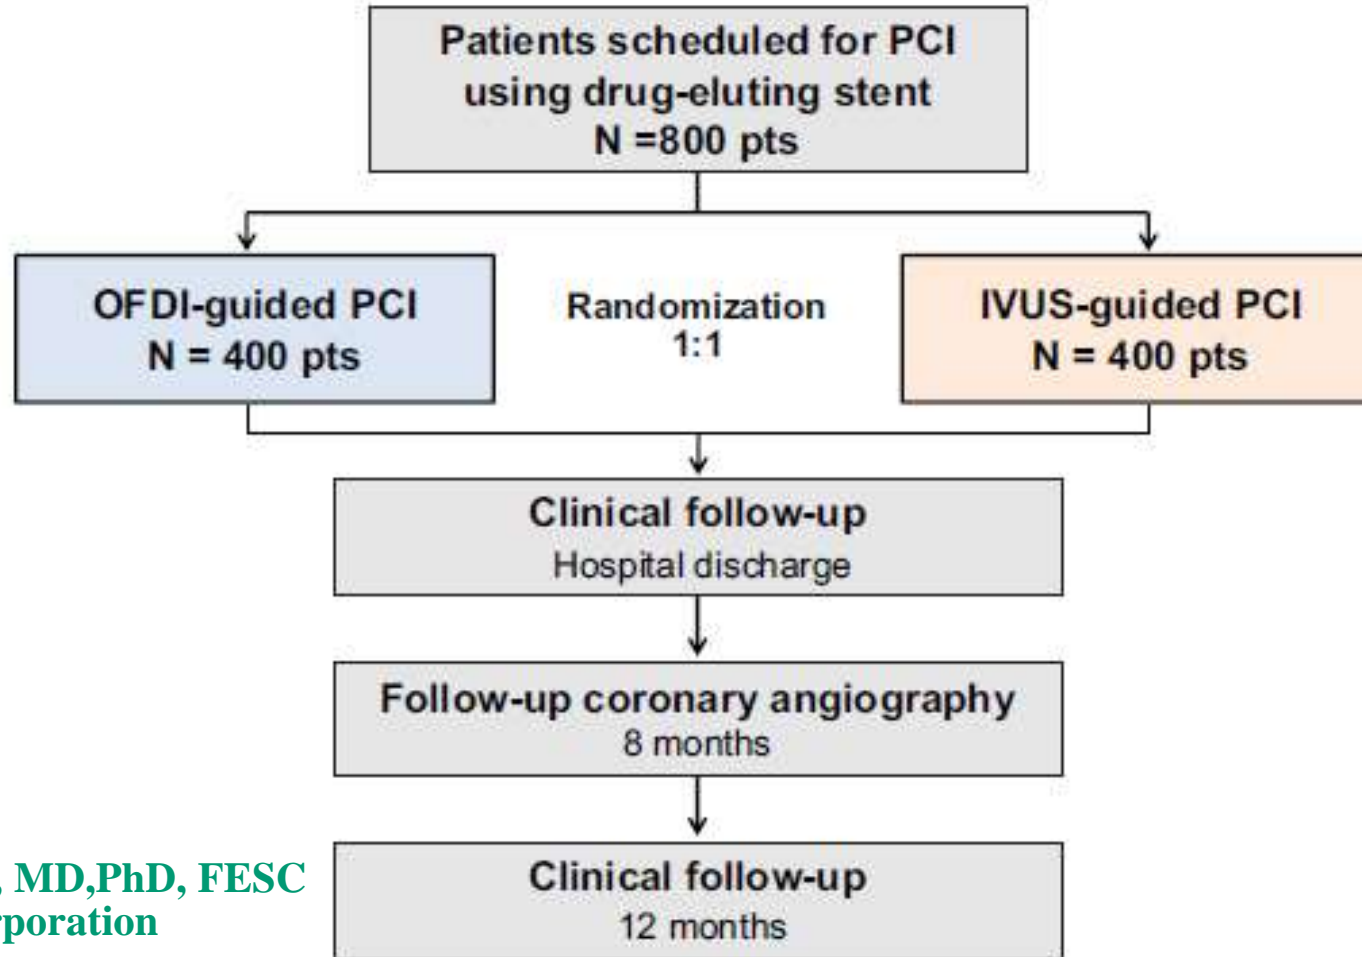 Patients scheduled for PCI
using drug-eluting stent
N =800 pts
OFDI-guided PCI
N = 400 pts
Randomization
1:1
IVUS-guided PCI
N = 400 pts
Clinical follow-up
Hospital discharge
Follow-up coronary angiography
8 months
Clinical follow-up
12 months
, MD,PhD, FESC
rporation